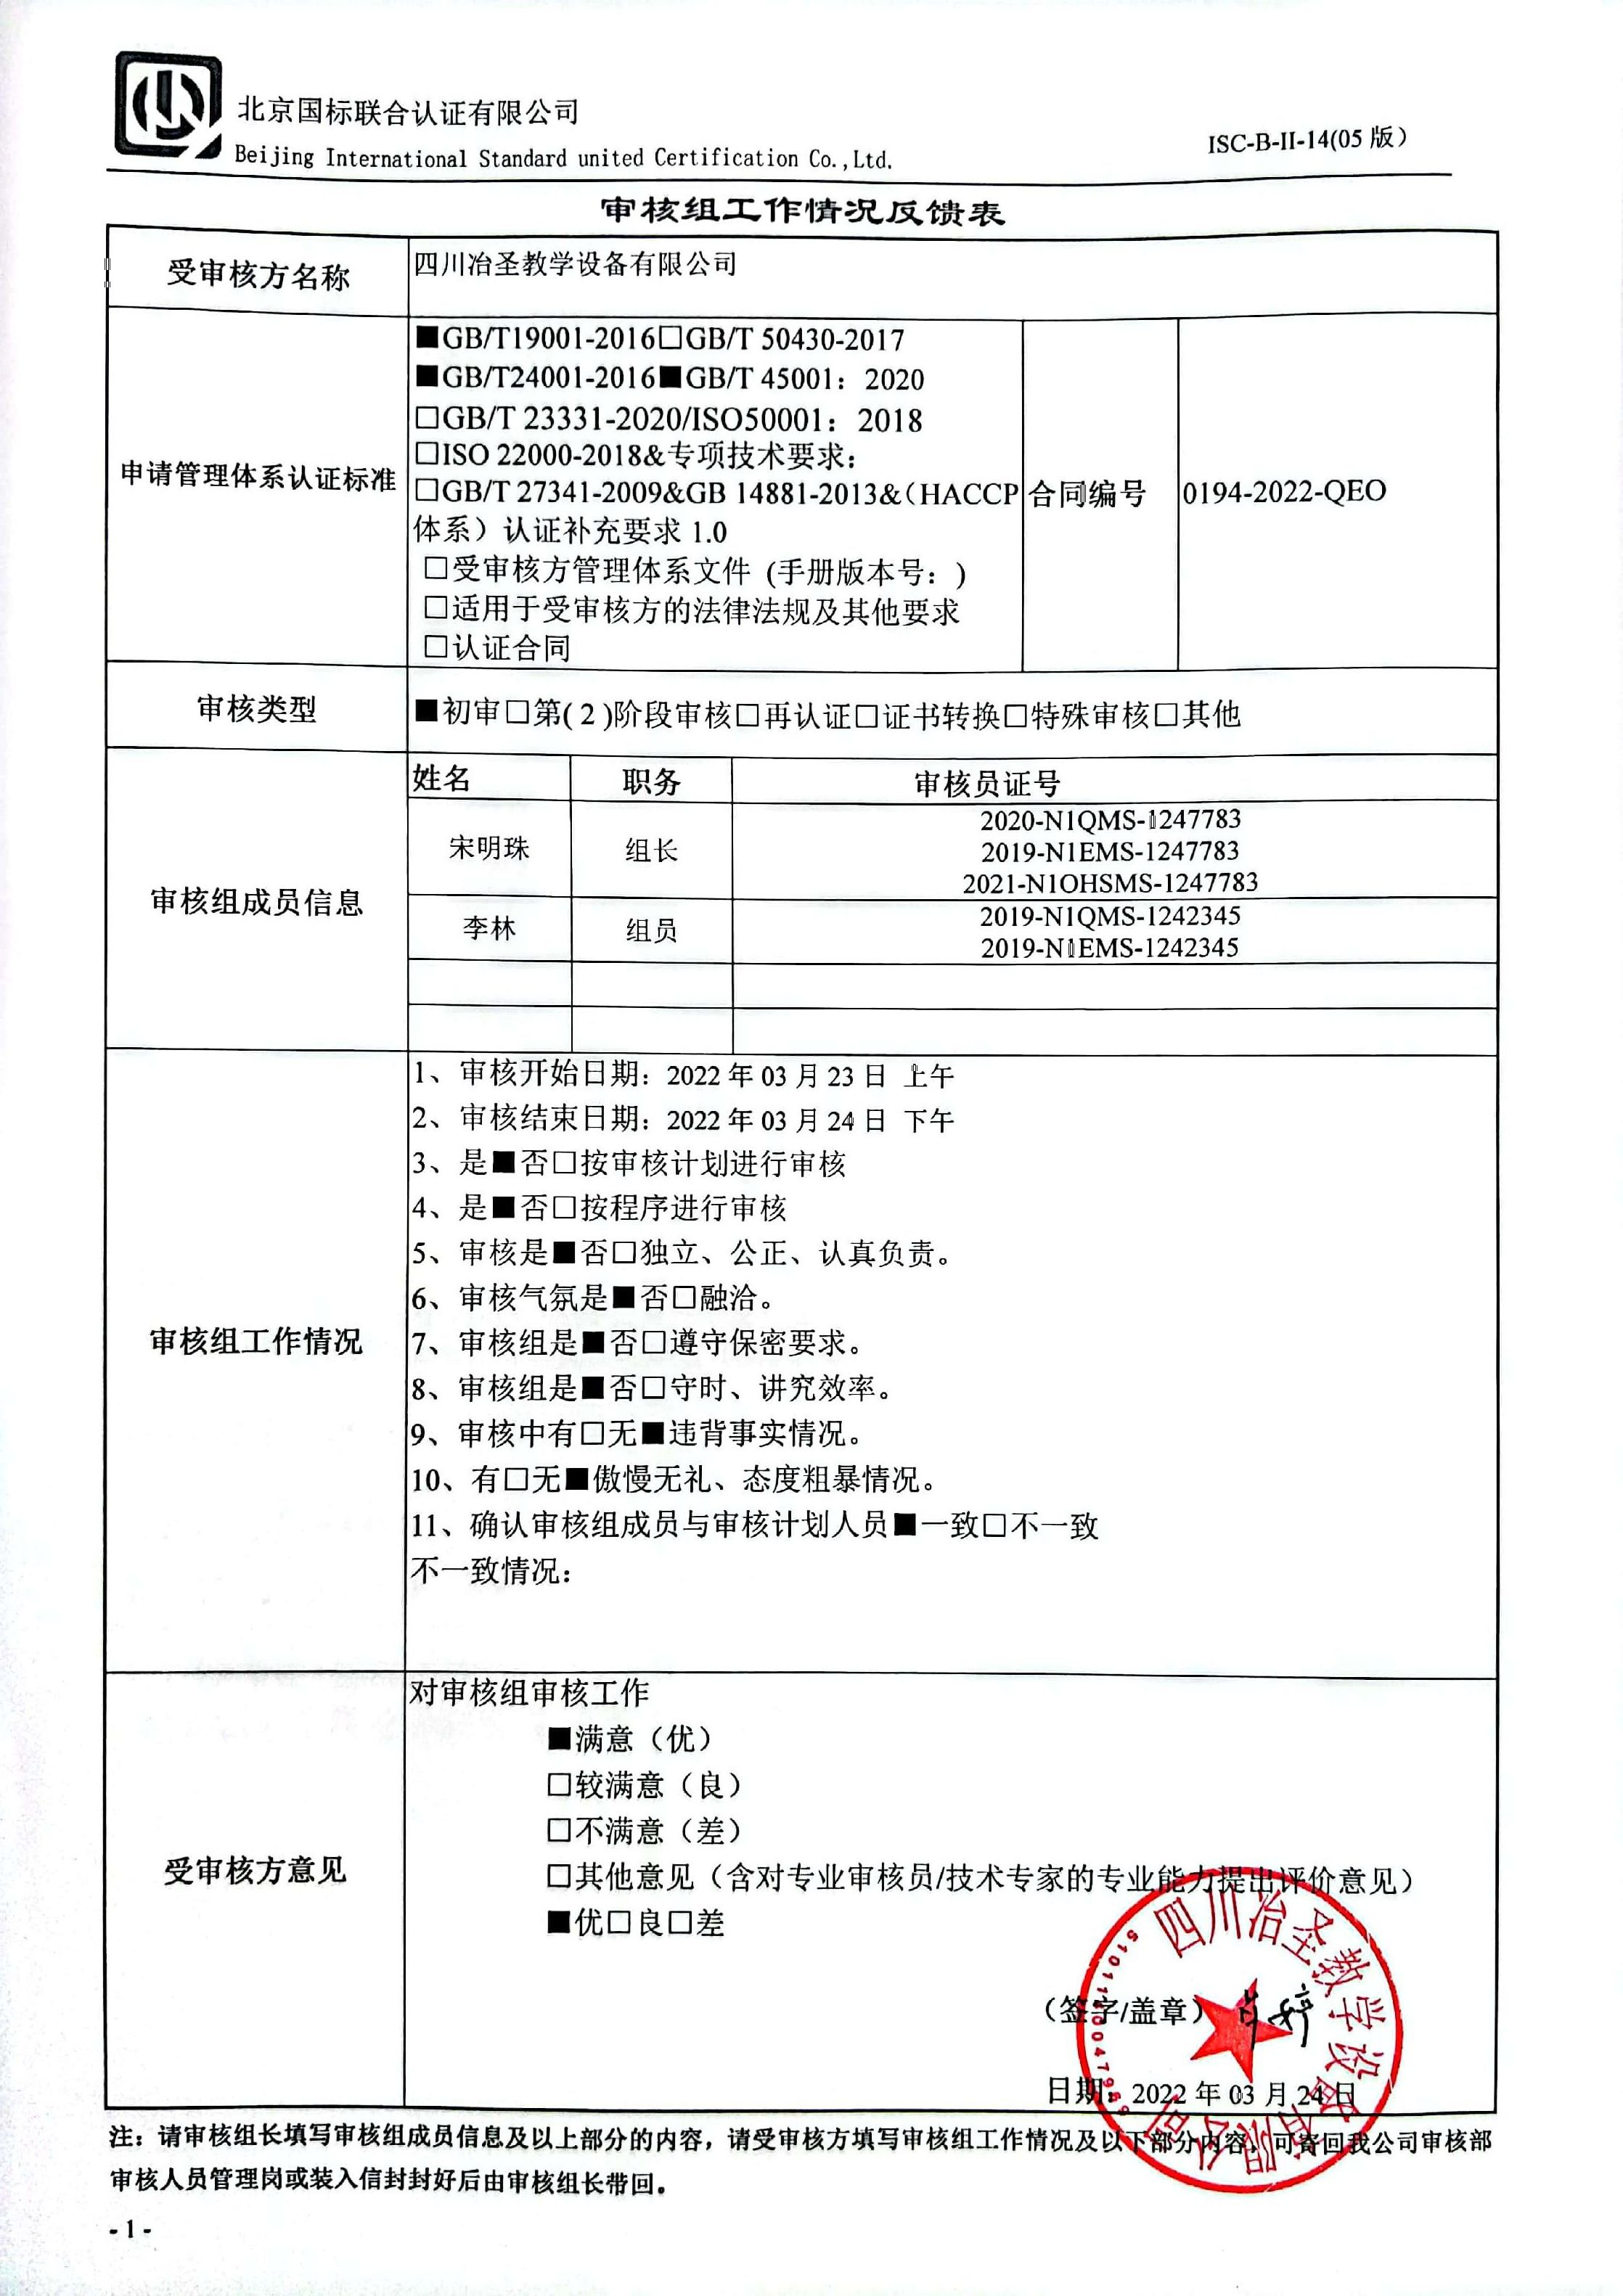 北京国标联合认证有限公司
Beijing International Standard united Certification Co.,Ltd.
ISC-B-II-14(05 版)
审核组工作情况反馈表
受审核方名称
四川冶圣教学设备有限公司
申请管理体系认证标准
■GB/T19001-2016□GB/T 50430-2017
■GB/T24001-2016■GB/T 45001：2020
□GB/T 23331-2020/ISO50001：2018
□ISO 22000-2018&专项技术要求：
□GB/T 27341-2009&GB 14881-2013&（HACCP
体系）认证补充要求 1.0
□受审核方管理体系文件 (手册版本号：)
□适用于受审核方的法律法规及其他要求
□认证合同
合同编号
0194-2022-QEO
审核类型
■初审□第( 2 )阶段审核□再认证□证书转换□特殊审核□其他
审核组成员信息
姓名 职务 审核员证号
宋明珠 组长
2020-N1QMS-1247783
2019-N1EMS-1247783
2021-N1OHSMS-1247783
李林 组员
2019-N1QMS-1242345
2019-N1EMS-1242345
审核组工作情况
1、审核开始日期：2022 年 03 月 23 日 上午
2、审核结束日期：2022 年 03 月 24 日 下午
3、是■否□按审核计划进行审核
4、是■否□按程序进行审核
5、审核是■否□独立、公正、认真负责。
6、审核气氛是■否□融洽。
7、审核组是■否□遵守保密要求。
8、审核组是■否□守时、讲究效率。
9、审核中有□无■违背事实情况。
10、有□无■傲慢无礼、态度粗暴情况。
11、确认审核组成员与审核计划人员■一致□不一致
不一致情况：
受审核方意见
对审核组审核工作
■满意（优）
□较满意（良）
□不满意（差）
□其他意见（含对专业审核员/技术专家的专业能力提出评价意见）
■优□良□差
（签字/盖章）
日期：2022 年 03 月 24 日
四川冶圣教学设备有限公司
注：请审核组长填写审核组成员信息及以上部分的内容，请受审核方填写审核组工作情况及以下部分内容，可寄回我公司审核部
审核人员管理岗或装入信封封好后由审核组长带回。
- 1 -